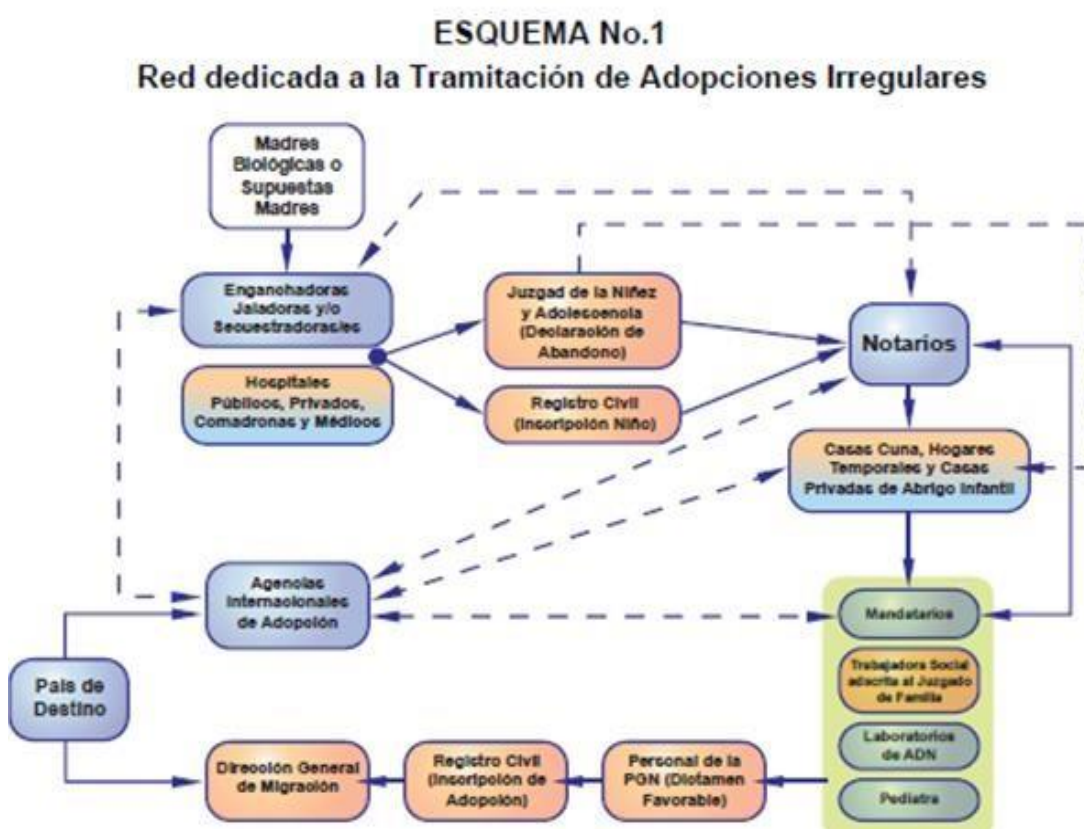 ESQUEMA No.1
Red dedicada a la Tramitación de Adopciones Irregulares
Madres
Biológicas o
Supuestas
Madres
Enganchadoras
Jaladoras y/o
Secuestradoras/es
Hospitales
Públicos, Privados,
Comadronas y Médicos
Juzgad de la Niñez
y Adolescencia
(Declaración de
Abandono)
Registro Civil
(Inscripción Niño)
Notarios
Casas Cuna, Hogares
Temporales y Casas
Privadas de Abrigo Infantil
Agencias
Internacionales
de Adopción
Mandatarios
Trabajadora Social
adscrita al Juzgado
de Familia
Laboratorios
de ADN
Pediatra
País de
Destino
Dirección General
de Migración
Registro Civil
(Inscripción de
Adopción)
Personal de la
PGN (Dictamen
Favorable)